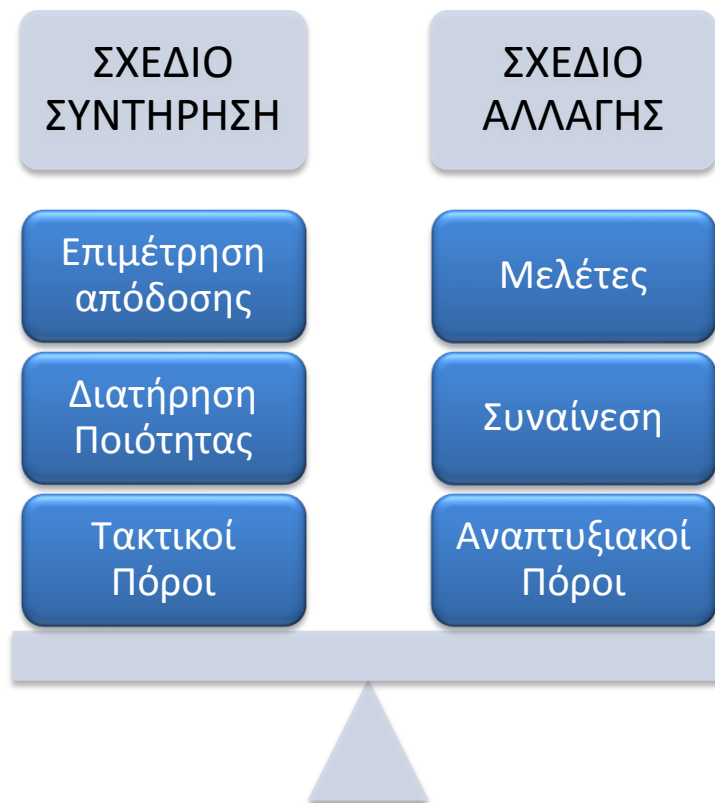 ΣΧΕΔΙΟ
ΣΥΝΤΗΡΗΣΗ
Επιμέτρηση
απόδοσης
Διατήρηση
Ποιότητας
Τακτικοί
Πόροι
ΣΧΕΔΙΟ
ΑΛΛΑΓΗΣ
Μελέτες
Συναίνεση
Αναπτυξιακοί
Πόροι